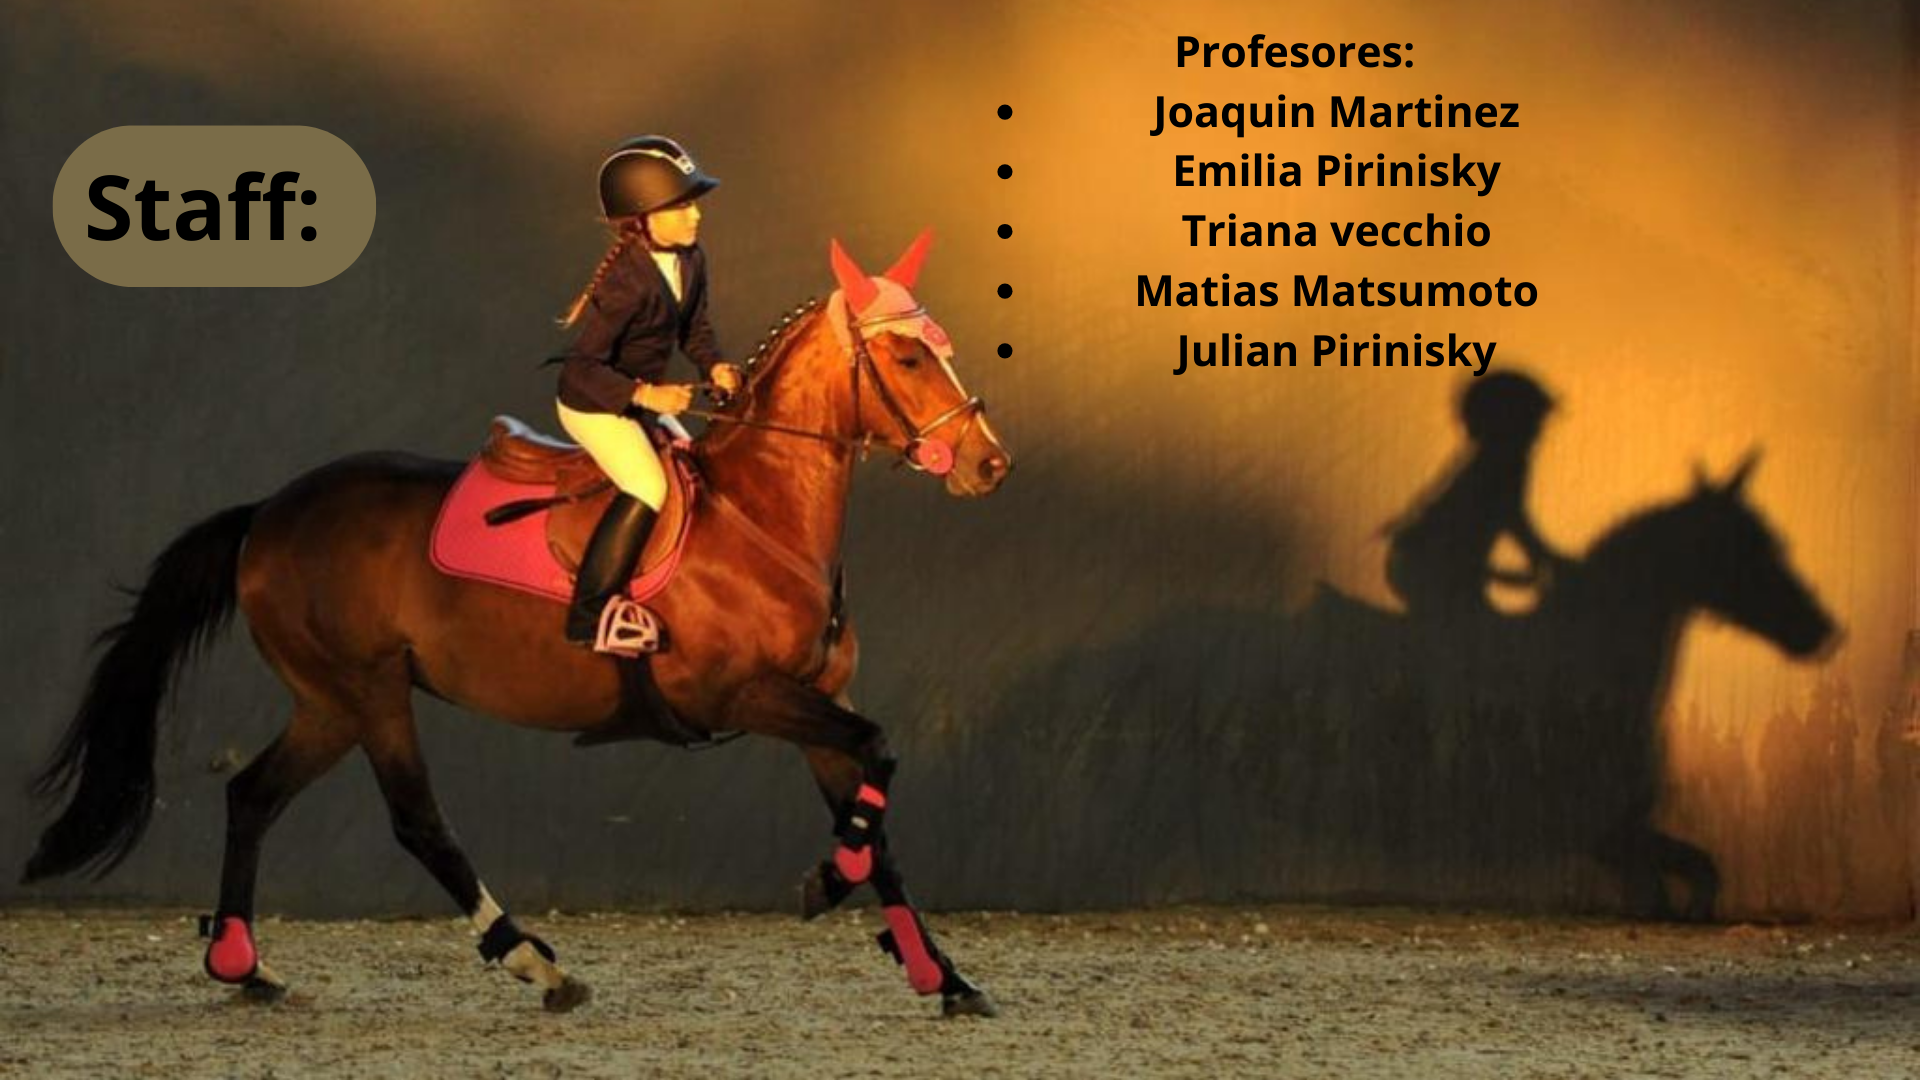 Staff:
Profesores:
Joaquin Martinez
Emilia Pirinisky
Triana vecchio
Matias Matsumoto
Julian Pirinisky